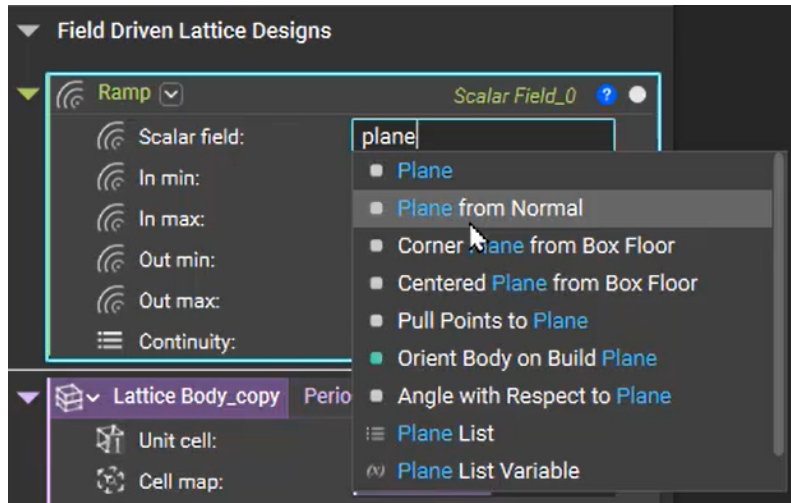 Field Driven Lattice Designs
Ramp Scalar Field_0 ?
Scalar field: plane
Plane
In min:
Plane from Normal
In max:
Corner Plane from Box Floor
Out min:
Centered Plane from Box Floor
Out max:
Pull Points to Plane
Continuity:
Orient Body on Build Plane
Lattice Body_copy Perio
Angle with Respect to Plane
Unit cell:
Plane List
Cell map:
(x) Plane List Variable